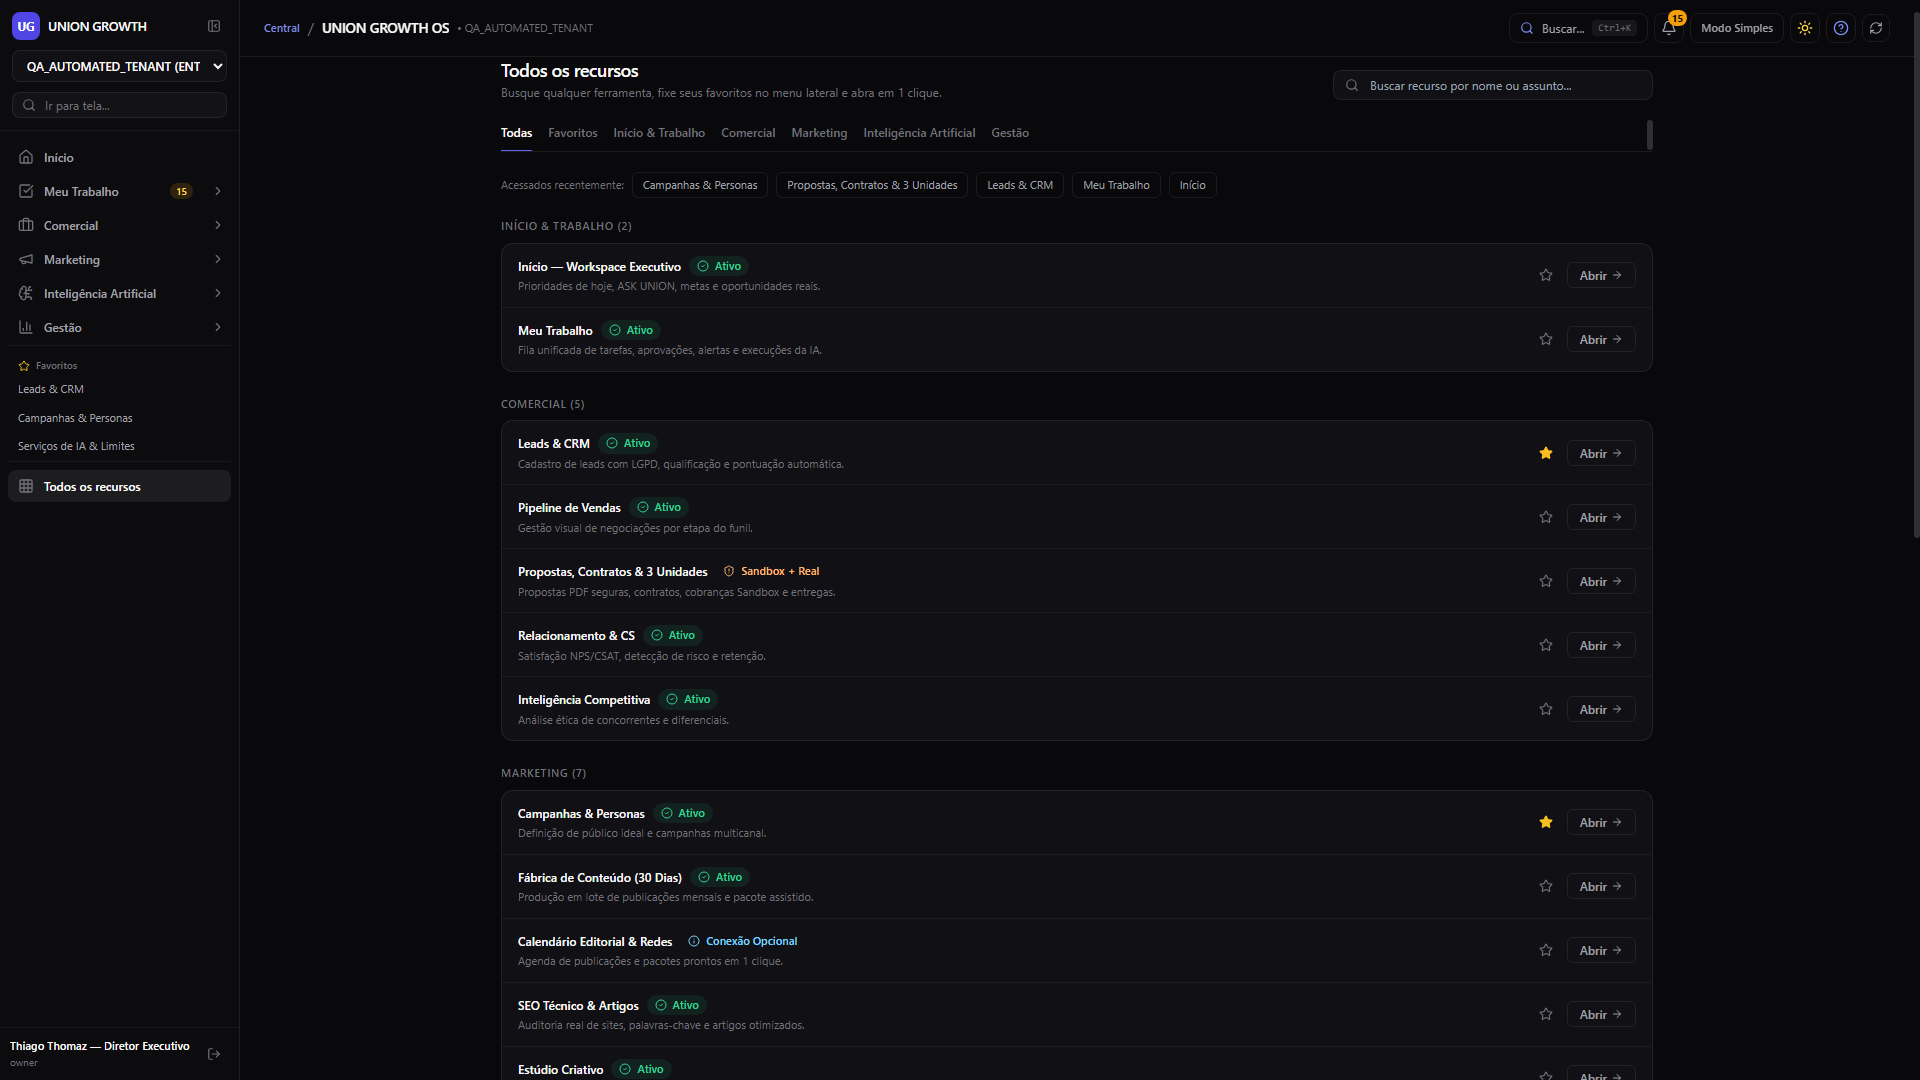 UG UNION GROWTH
QA_AUTOMATED_TENANT (ENT
Ir para tela...
Início
Meu Trabalho 15
Comercial
Marketing
Inteligência Artificial
Gestão
Favoritos
Leads & CRM
Campanhas & Personas
Serviços de IA & Limites
Todos os recursos
Thiago Thomaz — Diretor Executivo
owner
Central / UNION GROWTH OS • QA_AUTOMATED_TENANT
Buscar... Ctrl+K
15
Modo Simples
Todos os recursos
Busque qualquer ferramenta, fixe seus favoritos no menu lateral e abra em 1 clique.
Buscar recurso por nome ou assunto...
Todas Favoritos Início & Trabalho Comercial Marketing Inteligência Artificial Gestão
Acessados recentemente: Campanhas & Personas Propostas, Contratos & 3 Unidades Leads & CRM Meu Trabalho Início
INÍCIO & TRABALHO (2)
Início — Workspace Executivo Ativo
Prioridades de hoje, ASK UNION, metas e oportunidades reais.
Abrir
Meu Trabalho Ativo
Fila unificada de tarefas, aprovações, alertas e execuções da IA.
Abrir
COMERCIAL (5)
Leads & CRM Ativo
Cadastro de leads com LGPD, qualificação e pontuação automática.
Abrir
Pipeline de Vendas Ativo
Gestão visual de negociações por etapa do funil.
Abrir
Propostas, Contratos & 3 Unidades Sandbox + Real
Propostas PDF seguras, contratos, cobranças Sandbox e entregas.
Abrir
Relacionamento & CS Ativo
Satisfação NPS/CSAT, detecção de risco e retenção.
Abrir
Inteligência Competitiva Ativo
Análise ética de concorrentes e diferenciais.
Abrir
MARKETING (7)
Campanhas & Personas Ativo
Definição de público ideal e campanhas multicanal.
Abrir
Fábrica de Conteúdo (30 Dias) Ativo
Produção em lote de publicações mensais e pacote assistido.
Abrir
Calendário Editorial & Redes Conexão Opcional
Agenda de publicações e pacotes prontos em 1 clique.
Abrir
SEO Técnico & Artigos Ativo
Auditoria real de sites, palavras-chave e artigos otimizados.
Abrir
Estúdio Criativo Ativo
Abrir